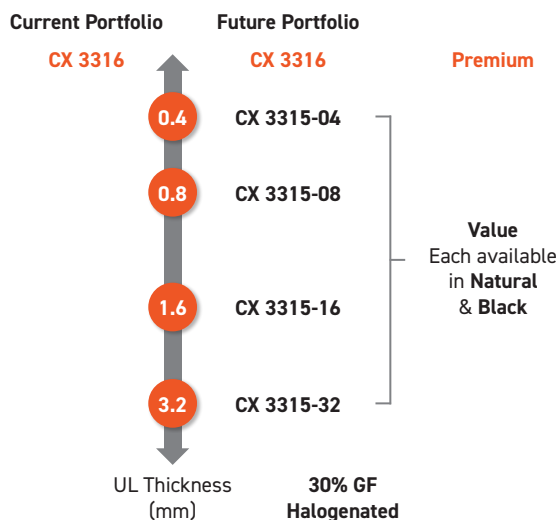 Current Portfolio
Future Portfolio
CX 3316
CX 3316
Premium
0.4
CX 3315-04
0.8
CX 3315-08
Value
Each available
in Natural
& Black
1.6
CX 3315-16
3.2
CX 3315-32
UL Thickness
(mm)
30% GF
Halogenated